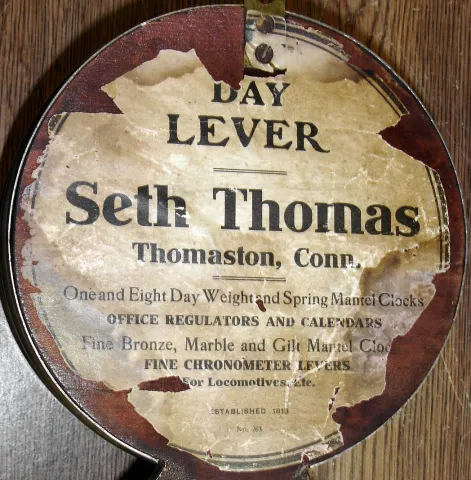 DAY
LEVER
Seth Thomas
Thomaston, Conn.
One and Eight Day Weight and Spring Mantel Clocks
OFFICE REGULATORS AND CALENDARS
Fine Bronze, Marble and Gilt Mantel Cloc
FINE CHRONOMETER LEVERS
For Locomotives, Etc.
ESTABLISHED 1813
No.